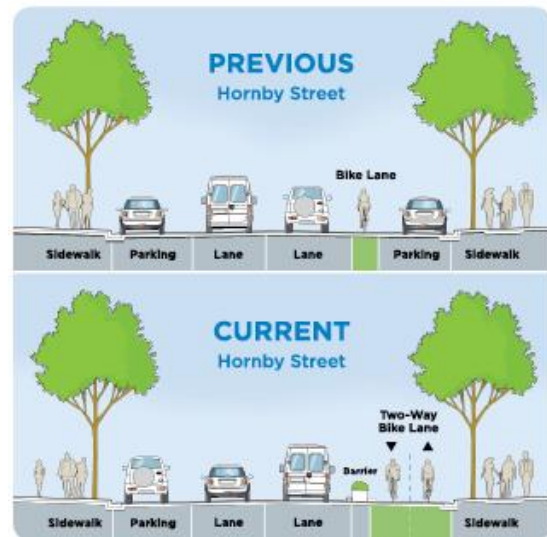 PREVIOUS
Hornby Street
Bike Lane
Sidewalk Parking Lane Lane Parking Sidewalk
CURRENT
Hornby Street
Two-Way
Bike Lane
Barrier
Sidewalk Parking Lane Lane Sidewalk